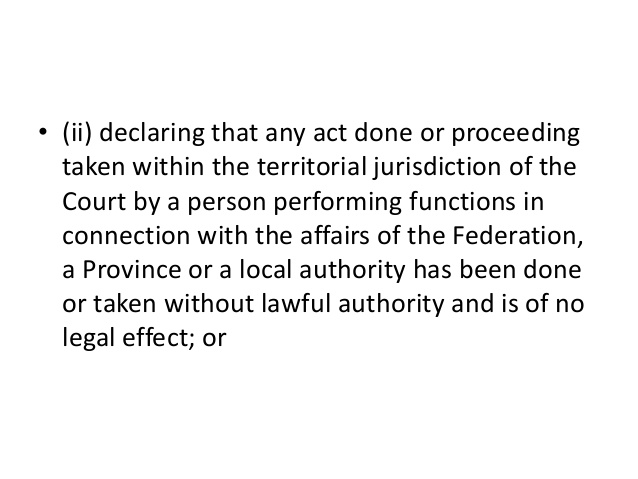 • (ii) declaring that any act done or proceeding
taken within the territorial jurisdiction of the
Court by a person performing functions in
connection with the affairs of the Federation,
a Province or a local authority has been done
or taken without lawful authority and is of no
legal effect; or